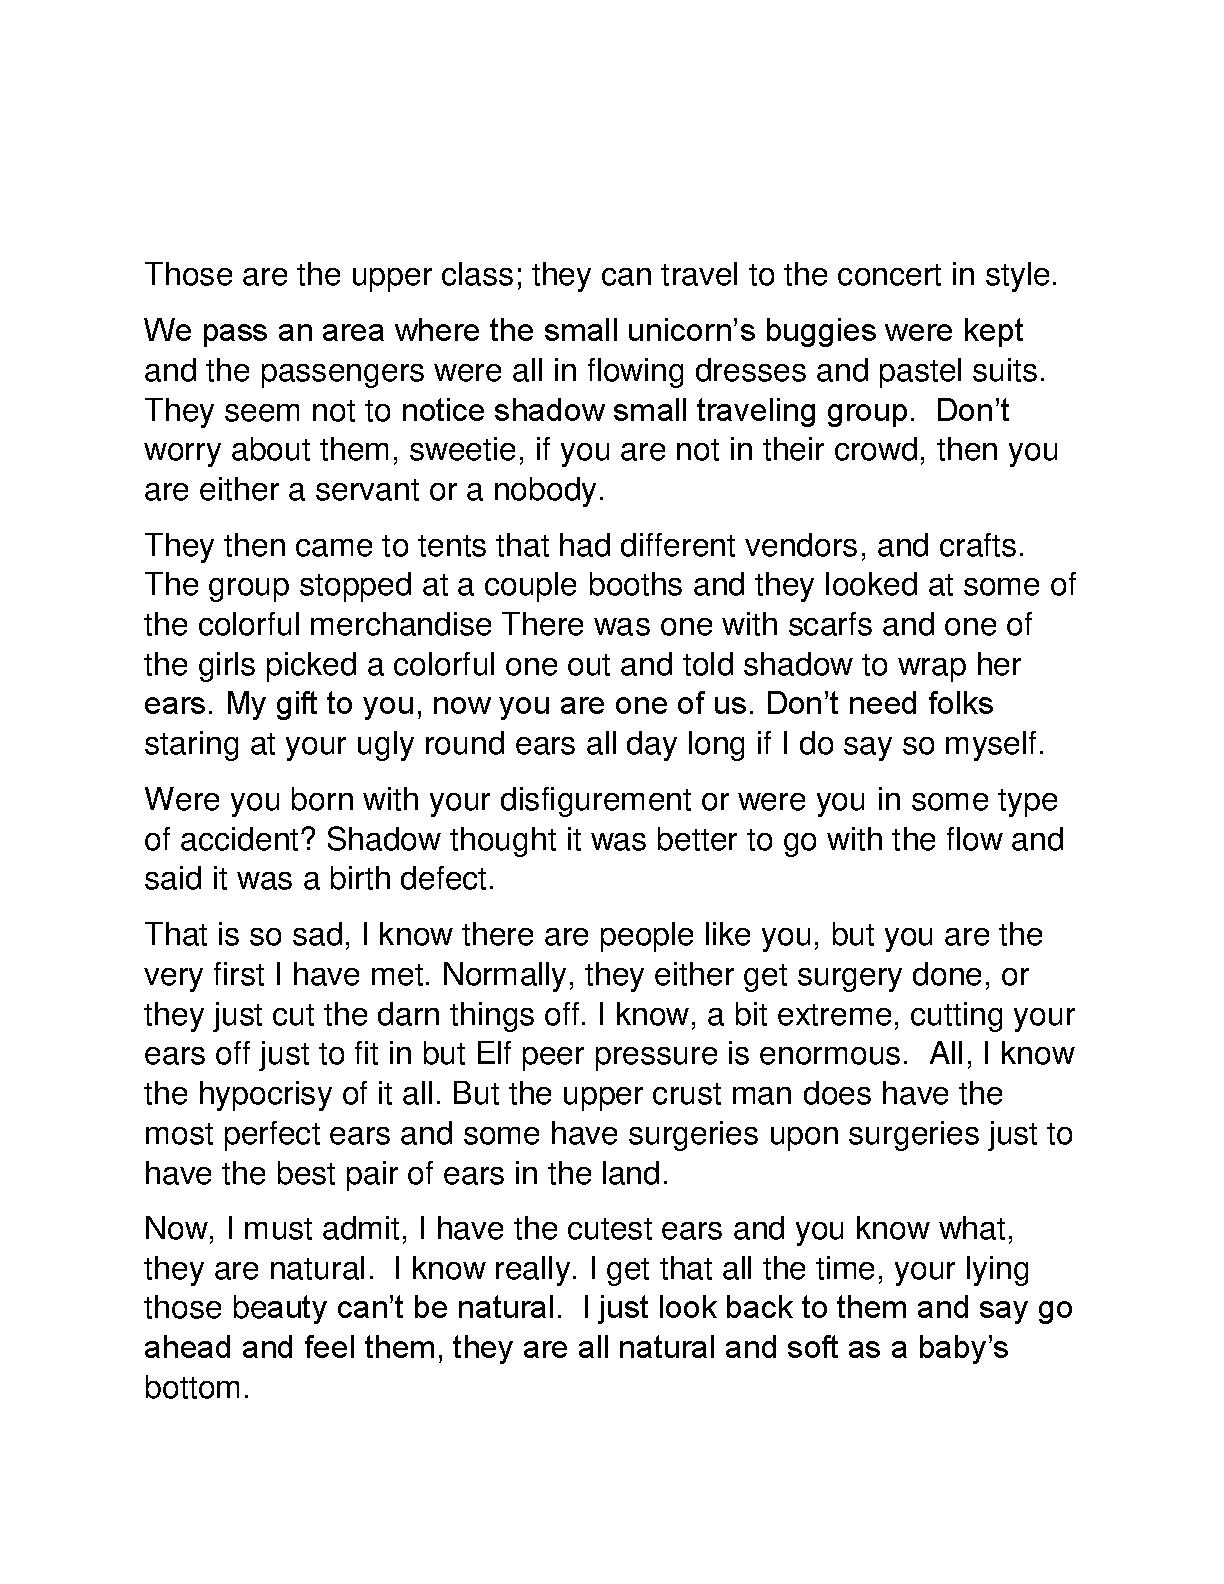 Those are the upper class; they can travel to the concert in style.
We pass an area where the small unicorn’s buggies were kept
and the passengers were all in flowing dresses and pastel suits.
They seem not to notice shadow small traveling group.  Don’t
worry about them, sweetie, if you are not in their crowd, then you
are either a servant or a nobody.
They then came to tents that had different vendors, and crafts.
The group stopped at a couple booths and they looked at some of
the colorful merchandise There was one with scarfs and one of
the girls picked a colorful one out and told shadow to wrap her
ears. My gift to you, now you are one of us. Don’t need folks
staring at your ugly round ears all day long if I do say so myself.
Were you born with your disfigurement or were you in some type
of accident? Shadow thought it was better to go with the flow and
said it was a birth defect.
That is so sad, I know there are people like you, but you are the
very first I have met. Normally, they either get surgery done, or
they just cut the darn things off. I know, a bit extreme, cutting your
ears off just to fit in but Elf peer pressure is enormous.  All, I know
the hypocrisy of it all. But the upper crust man does have the
most perfect ears and some have surgeries upon surgeries just to
have the best pair of ears in the land.
Now, I must admit, I have the cutest ears and you know what,
they are natural.  I know really. I get that all the time, your lying
those beauty can’t be natural.  I just look back to them and say go
ahead and feel them, they are all natural and soft as a baby’s
bottom.